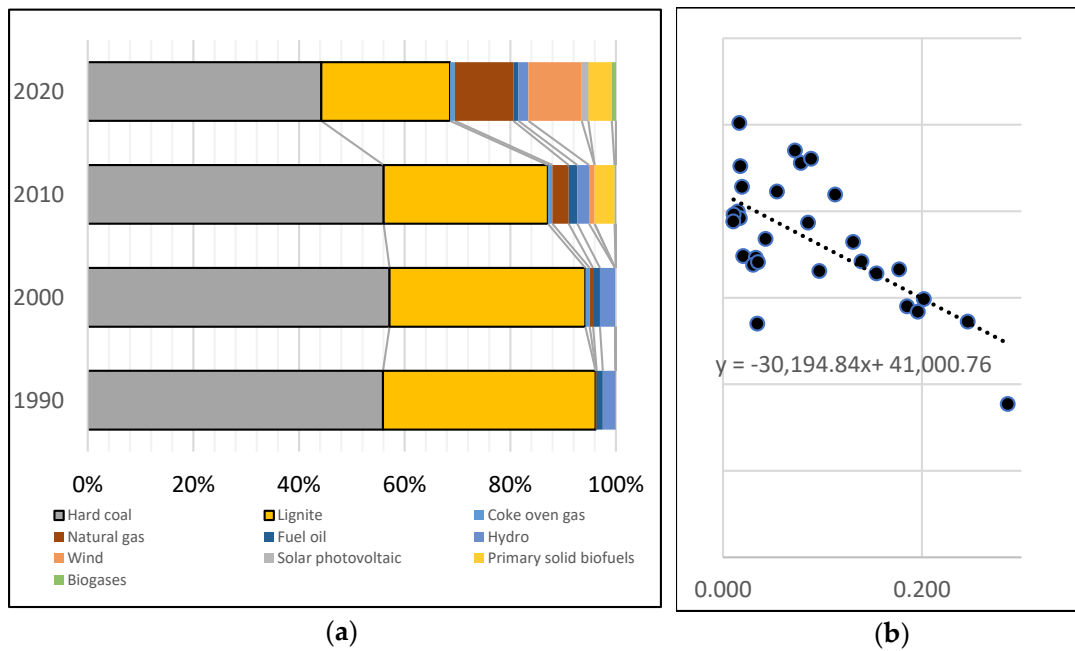 2020
2010
2000
1990
0% 20% 40% 60% 80% 100%
Hard coal Lignite Coke oven gas
Natural gas Fuel oil Hydro
Wind Solar photovoltaic Primary solid biofuels
Biogases
(a)
y = -30,194.84x+ 41,000.76
0.000 0.200
(b)